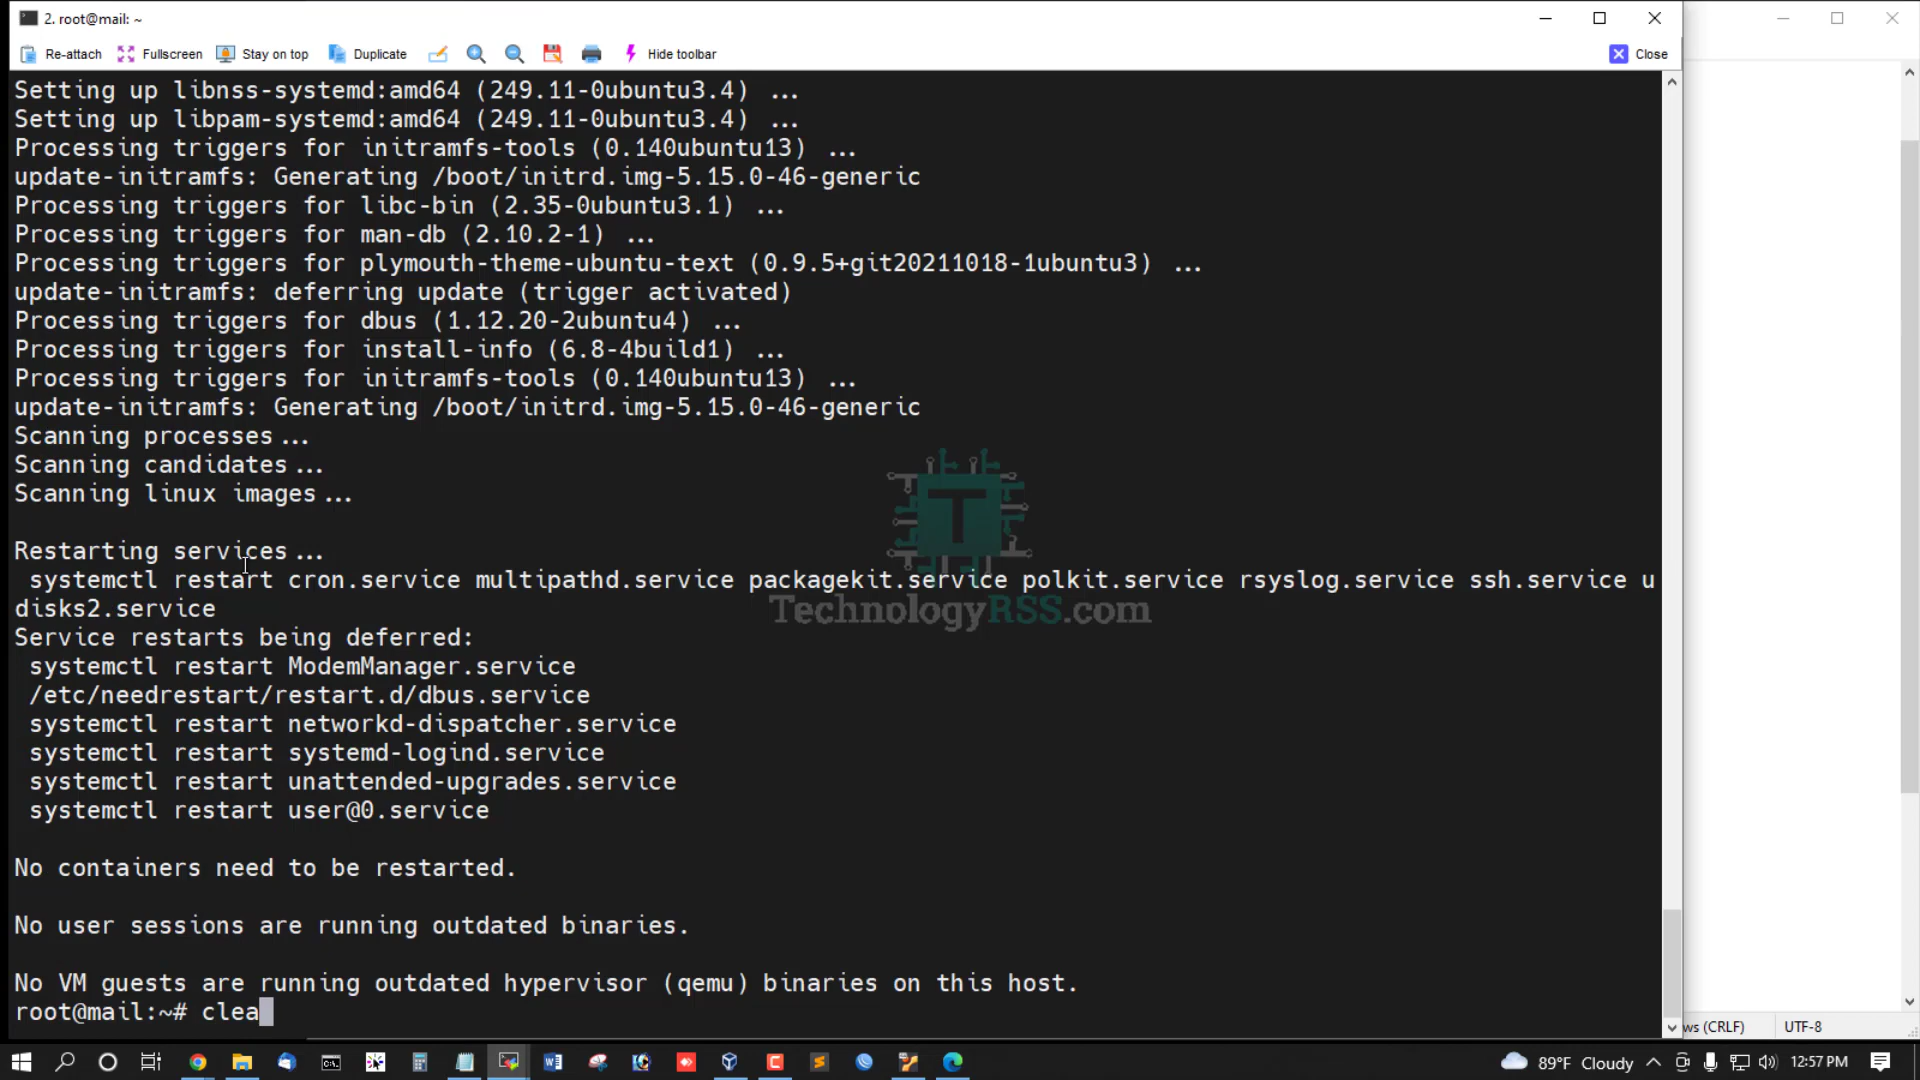 2. root@mail: ~
Re-attach Fullscreen Stay on top Duplicate Hide toolbar Close
Setting up libnss-systemd:amd64 (249.11-0ubuntu3.4) ...
Setting up libpam-systemd:amd64 (249.11-0ubuntu3.4) ...
Processing triggers for initramfs-tools (0.140ubuntu13) ...
update-initramfs: Generating /boot/initrd.img-5.15.0-46-generic
Processing triggers for libc-bin (2.35-0ubuntu3.1) ...
Processing triggers for man-db (2.10.2-1) ...
Processing triggers for plymouth-theme-ubuntu-text (0.9.5+git20211018-1ubuntu3) ...
update-initramfs: deferring update (trigger activated)
Processing triggers for dbus (1.12.20-2ubuntu4) ...
Processing triggers for install-info (6.8-4build1) ...
Processing triggers for initramfs-tools (0.140ubuntu13) ...
update-initramfs: Generating /boot/initrd.img-5.15.0-46-generic
Scanning processes...
Scanning candidates...
Scanning linux images...
Restarting services...
systemctl restart cron.service multipathd.service packagekit.service polkit.service rsyslog.service ssh.service u
disks2.service
TechnologyRSS.com
Service restarts being deferred:
systemctl restart ModemManager.service
/etc/needrestart/restart.d/dbus.service
systemctl restart networkd-dispatcher.service
systemctl restart systemd-logind.service
systemctl restart unattended-upgrades.service
systemctl restart user@0.service
No containers need to be restarted.
No user sessions are running outdated binaries.
No VM guests are running outdated hypervisor (qemu) binaries on this host.
root@mail:~# clea
ws (CRLF) UTF-8
89°F Cloudy 12:57 PM